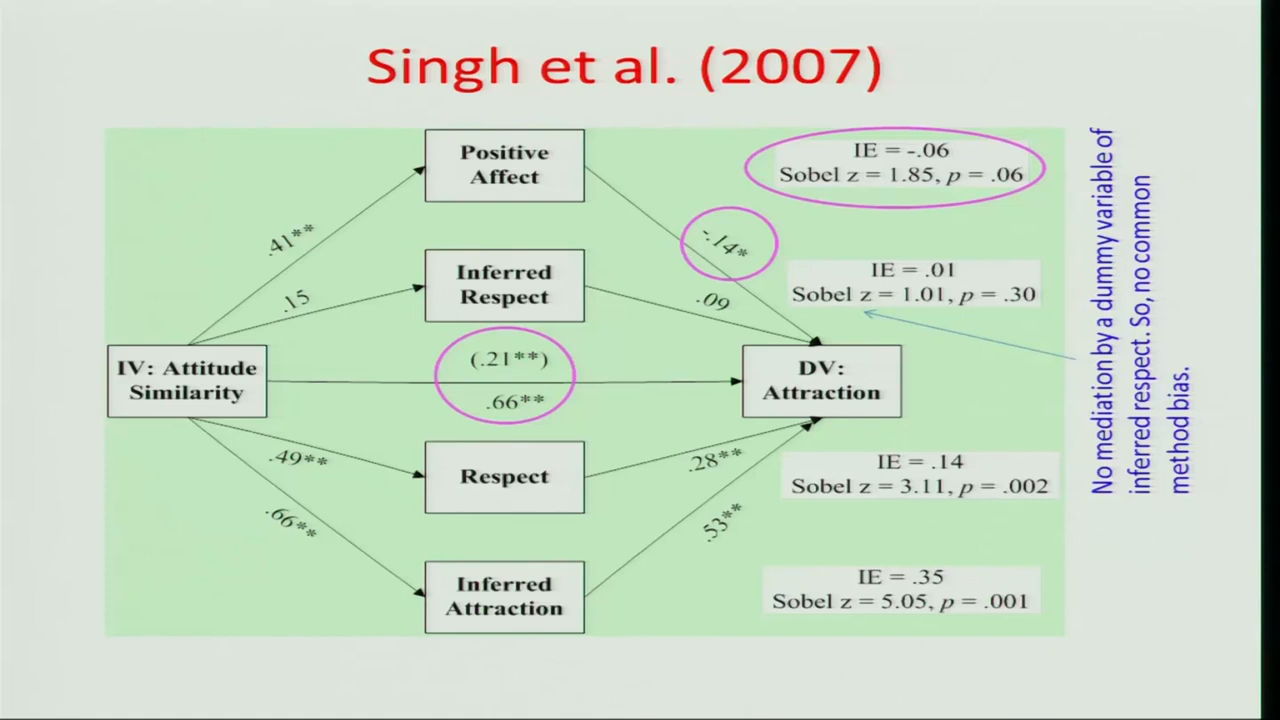 Singh et al. (2007)
Positive
Affect
IE = -.06
Sobel z = 1.85, p = .06
.41**
-.14*
Inferred
Respect
IE = .01
Sobel z = 1.01, p = .30
.15
.09
IV: Attitude
Similarity
(.21**)
.66**
DV:
Attraction
.49**
Respect
.28**
IE = .14
Sobel z = 3.11, p = .002
.66**
.53**
Inferred
Attraction
IE = .35
Sobel z = 5.05, p = .001
No mediation by a dummy variable of
inferred respect. So, no common
method bias.